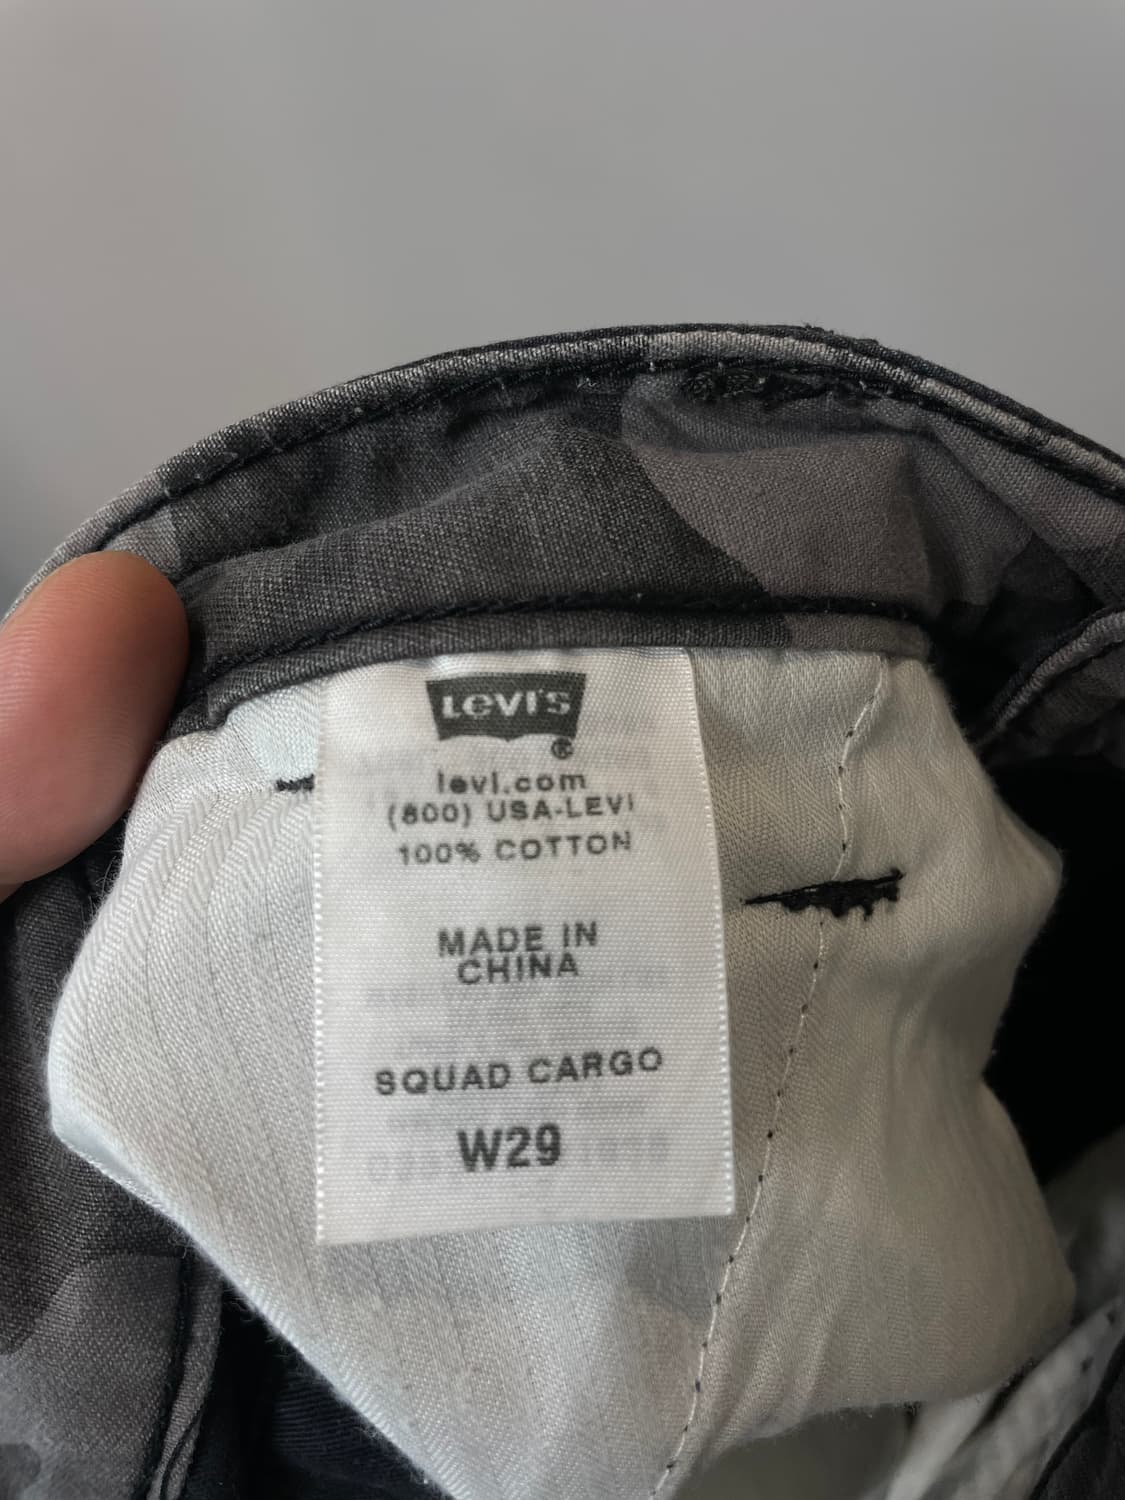 Levi's
®
levi.com
(800) USA-LEVI
100% COTTON
MADE IN
CHINA
SQUAD CARGO
W29